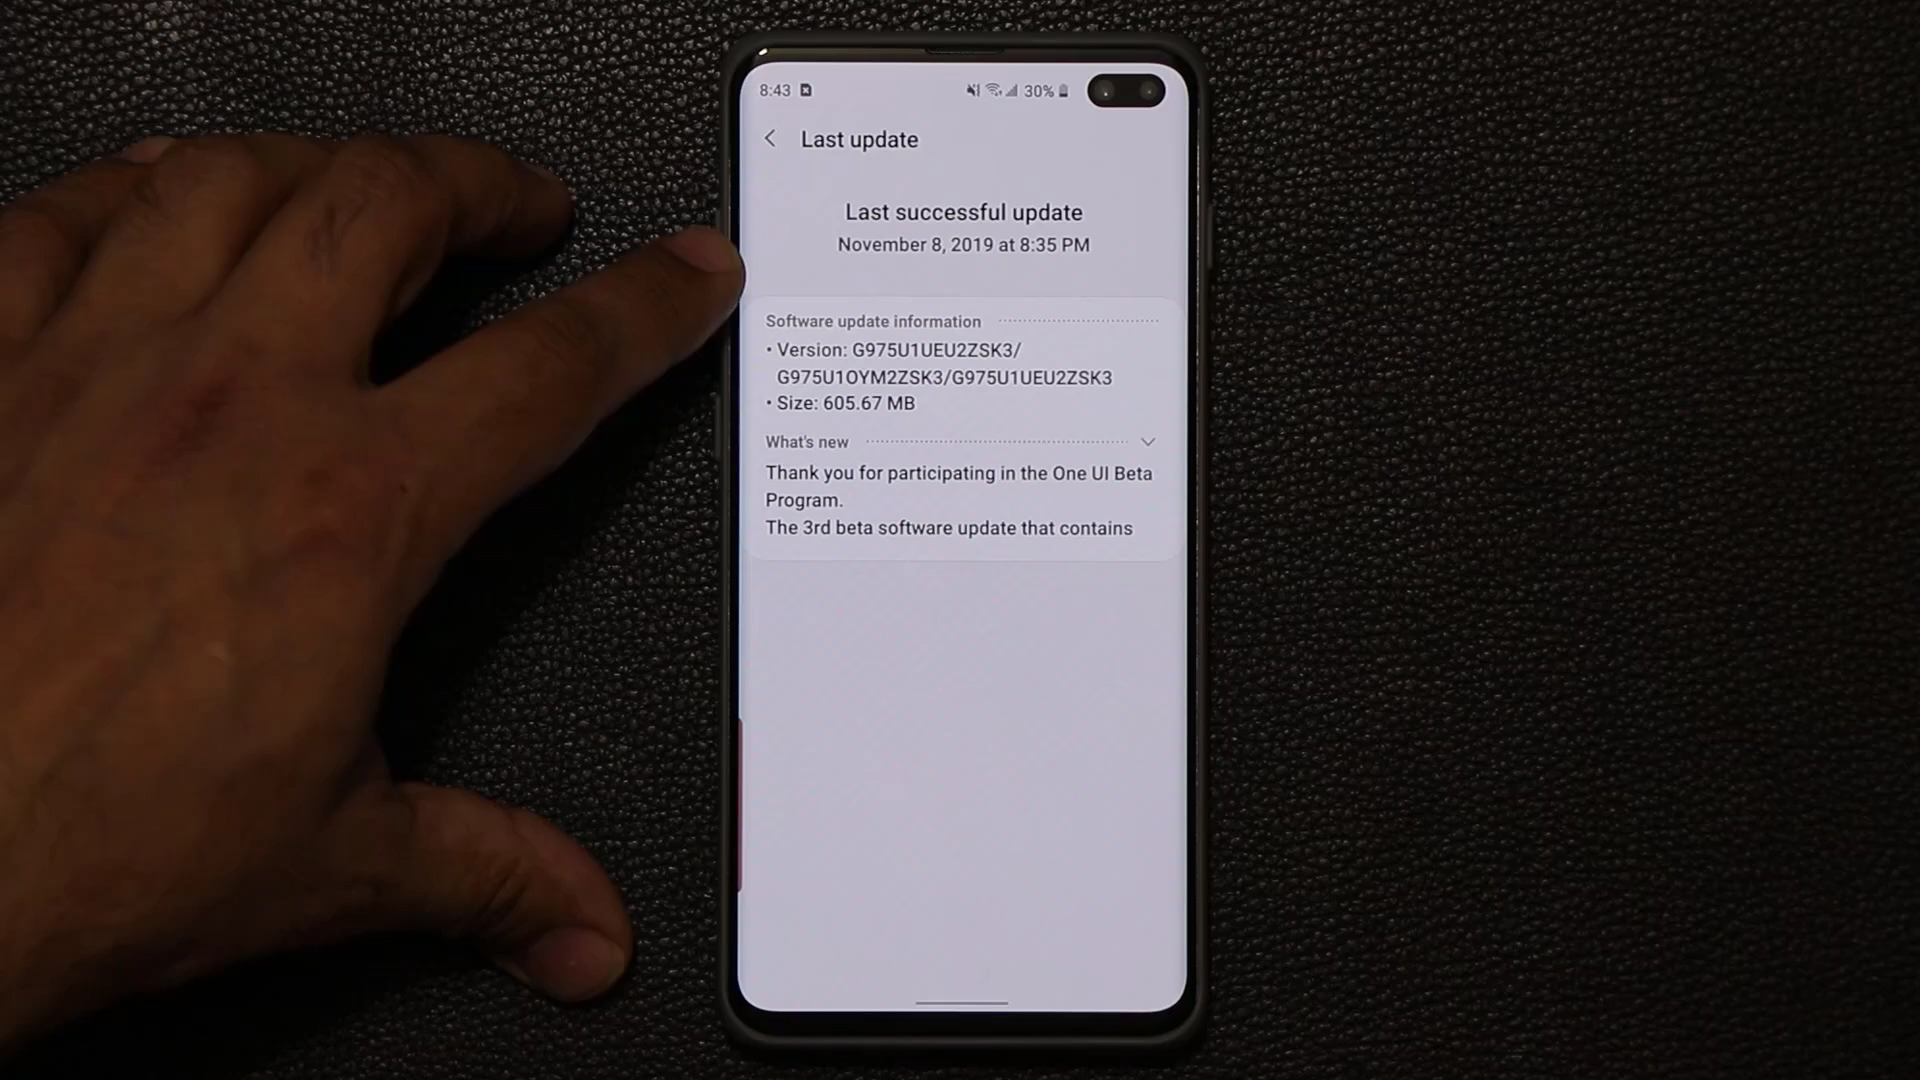 8:43 30%
Last update
Last successful update
November 8, 2019 at 8:35 PM
Software update information
• Version: G975U1UEU2ZSK3/
G975U1OYM2ZSK3/G975U1UEU2ZSK3
• Size: 605.67 MB
What's new
Thank you for participating in the One UI Beta
Program.
The 3rd beta software update that contains